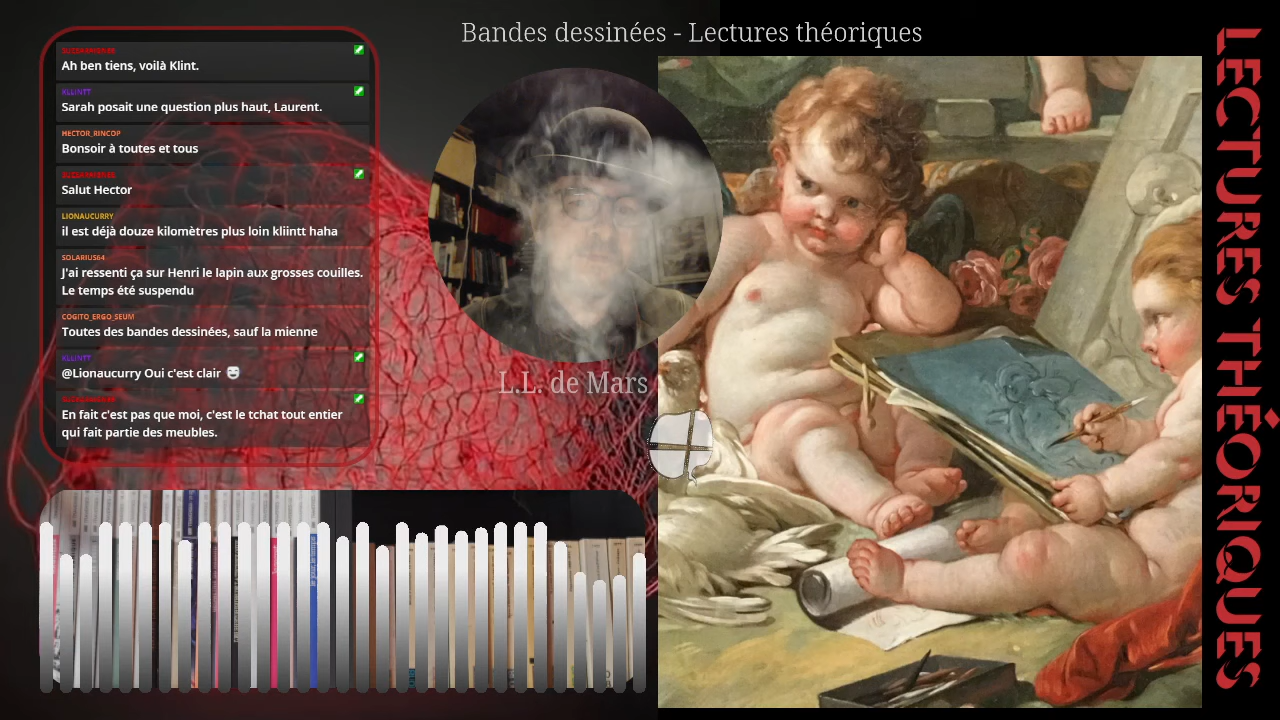 Bandes dessinées - Lectures théoriques
Ah ben tiens, voilà Klint.
KLLINTT
Sarah posait une question plus haut, Laurent.
HECTOR_RINCOP
Bonsoir à toutes et tous
Salut Hector
LIONAUCURRY
il est déjà douze kilomètres plus loin kliintt haha
SOLARIUS64
J'ai ressenti ça sur Henri le lapin aux grosses couilles.
Le temps été suspendu
COGITO_ERGO_SEUM
Toutes des bandes dessinées, sauf la mienne
KLLINTT
@Lionaucurry Oui c'est clair
En fait c'est pas que moi, c'est le tchat tout entier
qui fait partie des meubles.
L.L. de Mars
LECTURES THÉORIQUES